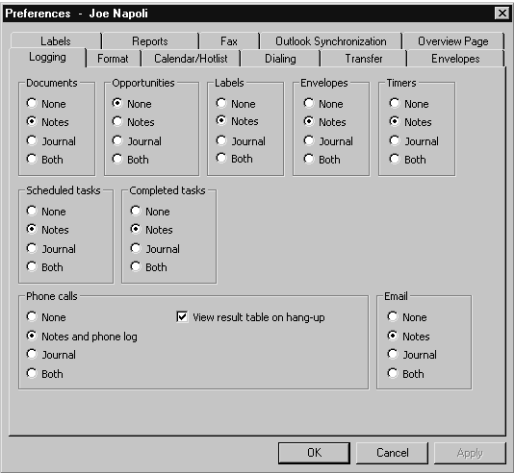 Preferences - Joe Napoli
Labels Reports Fax Outlook Synchronization Overview Page
Logging Format Calendar/Hotlist Dialing Transfer Envelopes
Documents Opportunities Labels Envelopes Timers
None None None None None
Notes Notes Notes Notes Notes
Journal Journal Journal Journal Journal
Both Both Both Both Both
Scheduled tasks Completed tasks
None None
Notes Notes
Journal Journal
Both Both
Phone calls Email
None View result table on hang-up None
Notes and phone log Notes
Journal Journal
Both Both
OK Cancel Apply